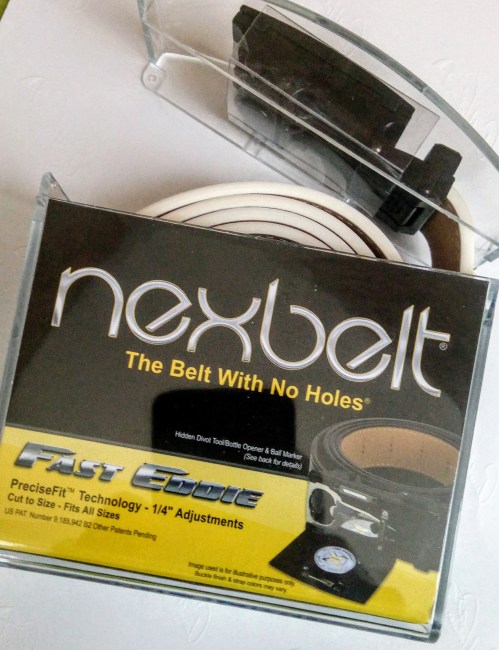 nexbelt®
The Belt With No Holes®
Hidden Divot Tool/Bottle Opener & Ball Marker
(See back for details)
FAST EDDIE
PreciseFit™ Technology - 1/4" Adjustments
Cut to Size - Fits All Sizes
US PAT Number 9,189,942 B2 Other Patents Pending
Image used is for illustrative purposes only.
Buckle finish & strap colors may vary.